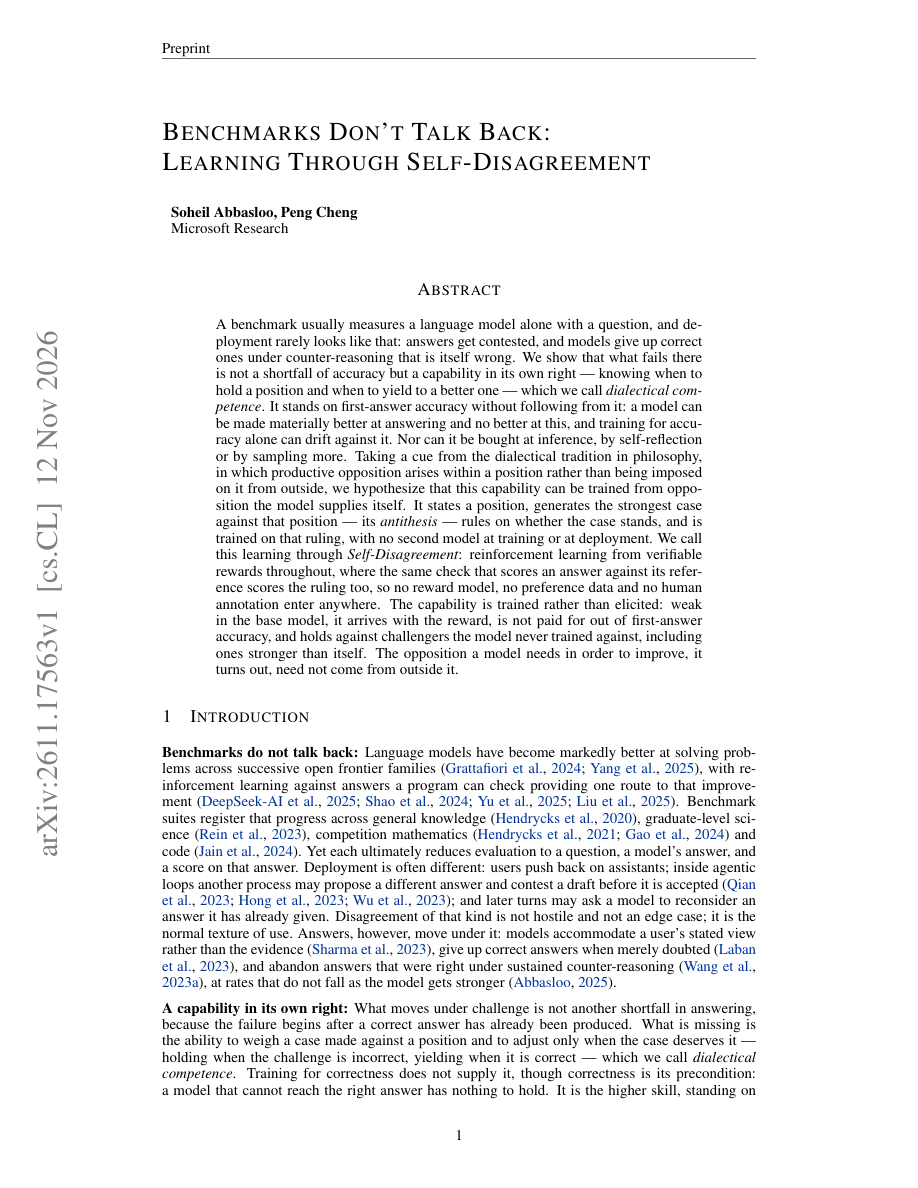 Preprint
BENCHMARKS DON'T TALK BACK:
LEARNING THROUGH SELF-DISAGREEMENT
Soheil Abbasloo, Peng Cheng
Microsoft Research
ABSTRACT
A benchmark usually measures a language model alone with a question, and de-
ployment rarely looks like that: answers get contested, and models give up correct
ones under counter-reasoning that is itself wrong. We show that what fails there
is not a shortfall of accuracy but a capability in its own right — knowing when to
hold a position and when to yield to a better one — which we call dialectical com-
petence. It stands on first-answer accuracy without following from it: a model can
be made materially better at answering and no better at this, and training for accu-
racy alone can drift against it. Nor can it be bought at inference, by self-reflection
or by sampling more. Taking a cue from the dialectical tradition in philosophy,
in which productive opposition arises within a position rather than being imposed
on it from outside, we hypothesize that this capability can be trained from oppo-
sition the model supplies itself. It states a position, generates the strongest case
against that position — its antithesis — rules on whether the case stands, and is
trained on that ruling, with no second model at training or at deployment. We call
this learning through Self-Disagreement: reinforcement learning from verifiable
rewards throughout, where the same check that scores an answer against its refer-
ence scores the ruling too, so no reward model, no preference data and no human
annotation enter anywhere. The capability is trained rather than elicited: weak
in the base model, it arrives with the reward, is not paid for out of first-answer
accuracy, and holds against challengers the model never trained against, including
ones stronger than itself. The opposition a model needs in order to improve, it
turns out, need not come from outside it.
1 INTRODUCTION
Benchmarks do not talk back: Language models have become markedly better at solving prob-
lems across successive open frontier families (Grattafiori et al., 2024; Yang et al., 2025), with re-
inforcement learning against answers a program can check providing one route to that improve-
ment (DeepSeek-AI et al., 2025; Shao et al., 2024; Yu et al., 2025; Liu et al., 2025). Benchmark
suites register that progress across general knowledge (Hendrycks et al., 2020), graduate-level sci-
ence (Rein et al., 2023), competition mathematics (Hendrycks et al., 2021; Gao et al., 2024) and
code (Jain et al., 2024). Yet each ultimately reduces evaluation to a question, a model's answer, and
a score on that answer. Deployment is often different: users push back on assistants; inside agentic
loops another process may propose a different answer and contest a draft before it is accepted (Qian
et al., 2023; Hong et al., 2023; Wu et al., 2023); and later turns may ask a model to reconsider an
answer it has already given. Disagreement of that kind is not hostile and not an edge case; it is the
normal texture of use. Answers, however, move under it: models accommodate a user's stated view
rather than the evidence (Sharma et al., 2023), give up correct answers when merely doubted (Laban
et al., 2023), and abandon answers that were right under sustained counter-reasoning (Wang et al.,
2023a), at rates that do not fall as the model gets stronger (Abbasloo, 2025).
A capability in its own right: What moves under challenge is not another shortfall in answering,
because the failure begins after a correct answer has already been produced. What is missing is
the ability to weigh a case made against a position and to adjust only when the case deserves it —
holding when the challenge is incorrect, yielding when it is correct — which we call dialectical
competence. Training for correctness does not supply it, though correctness is its precondition:
a model that cannot reach the right answer has nothing to hold. It is the higher skill, standing on
1
arXiv:2611.17563v1 [cs.CL] 12 Nov 2026